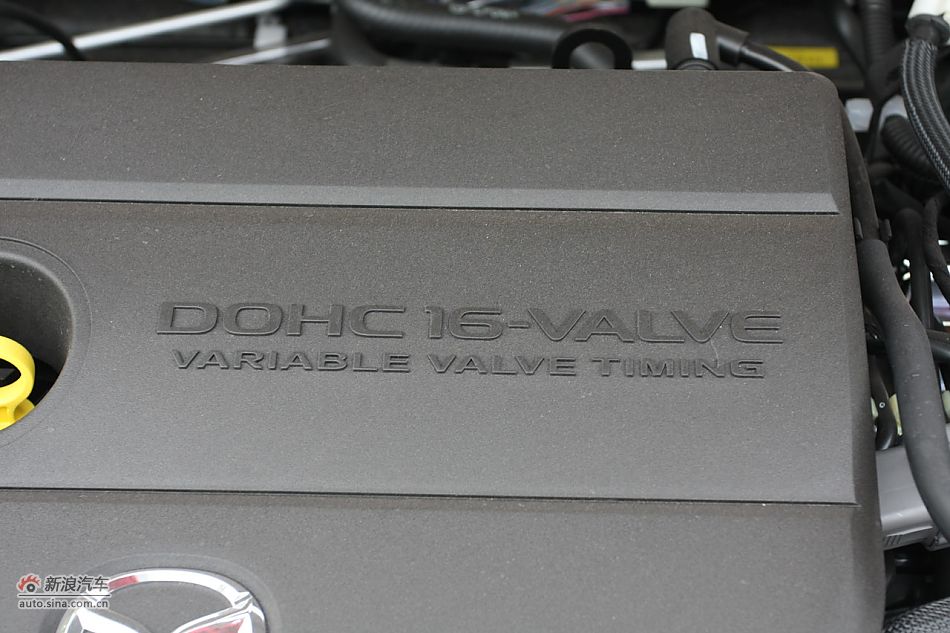 DOHC 16-VALVE
VARIABLE VALVE TIMING
新浪汽车
auto.sina.com.cn